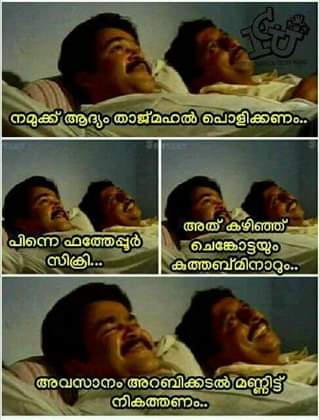 നമുക്ക് ആദ്യം താജ്മഹൽ പൊളിക്കണം..
പിന്നെ ഫത്തേപ്പൂർ
സിക്രി...
അത് കഴിഞ്ഞ്
ചെങ്കോട്ടയും
കുത്തബ്മിനാറും..
അവസാനം അറബിക്കടൽ മണ്ണിട്ട്
നികത്തണം..